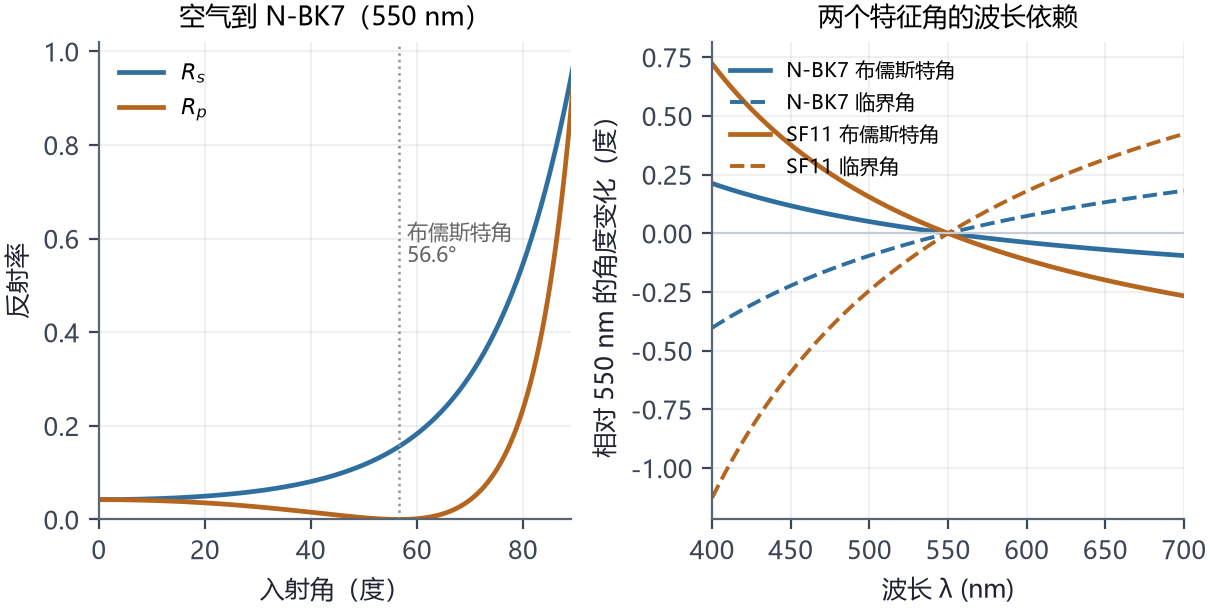 空气到 N-BK7（550 nm）
1.0
0.8
0.6
0.4
0.2
0.0
反射率
R_s
R_p
布儒斯特角
56.6°
0 20 40 60 80
入射角（度）
两个特征角的波长依赖
0.75
0.50
0.25
0.00
-0.25
-0.50
-0.75
-1.00
相对 550 nm 的角度变化（度）
N-BK7 布儒斯特角
N-BK7 临界角
SF11 布儒斯特角
SF11 临界角
400 450 500 550 600 650 700
波长 λ (nm)